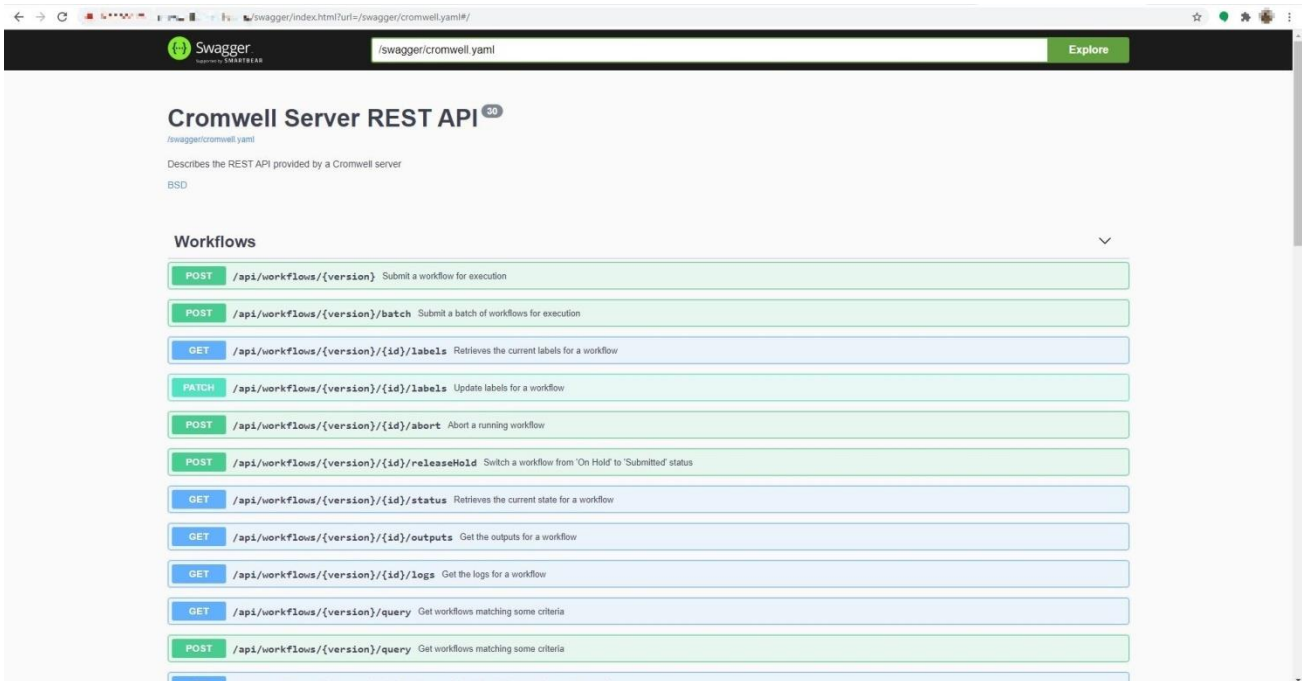 /swagger/index.html?url=/swagger/cromwell.yaml#/
Swagger
Supported by SMARTBEAR
/swagger/cromwell.yaml
Explore
Cromwell Server REST API 30
/swagger/cromwell.yaml
Describes the REST API provided by a Cromwell server
BSD
Workflows
POST /api/workflows/{version} Submit a workflow for execution
POST /api/workflows/{version}/batch Submit a batch of workflows for execution
GET /api/workflows/{version}/{id}/labels Retrieves the current labels for a workflow
PATCH /api/workflows/{version}/{id}/labels Update labels for a workflow
POST /api/workflows/{version}/{id}/abort Abort a running workflow
POST /api/workflows/{version}/{id}/releaseHold Switch a workflow from 'On Hold' to 'Submitted' status
GET /api/workflows/{version}/{id}/status Retrieves the current state for a workflow
GET /api/workflows/{version}/{id}/outputs Get the outputs for a workflow
GET /api/workflows/{version}/{id}/logs Get the logs for a workflow
GET /api/workflows/{version}/query Get workflows matching some criteria
POST /api/workflows/{version}/query Get workflows matching some criteria